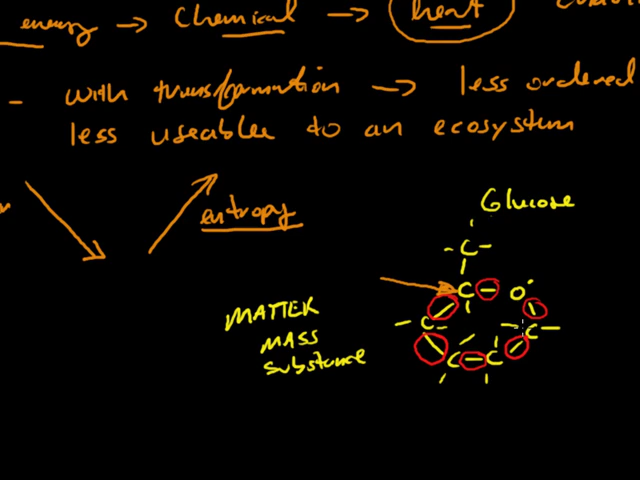 energy → Chemical → heat
- with transformation → less ordered
less useable to an ecosystem
entropy
Glucose
- C -
C - O
MATTER
- C - - C -
MASS
C - C
Substance